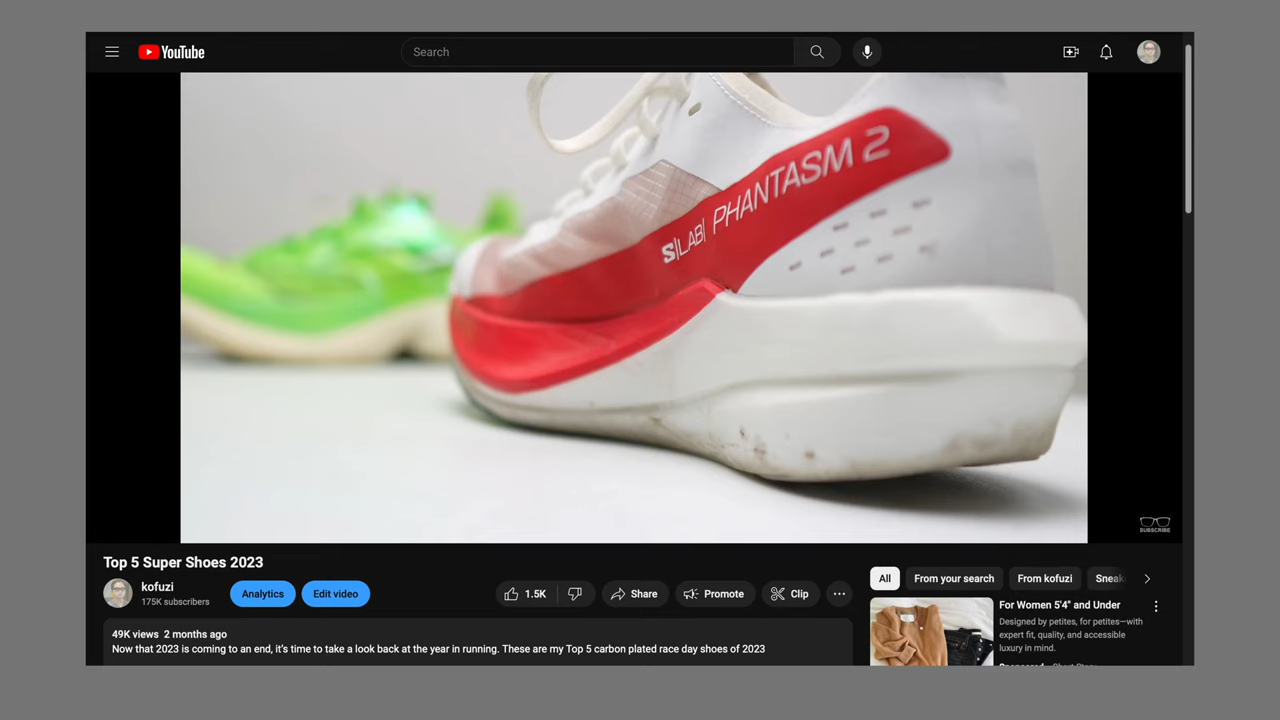 YouTube
Search
S|LAB| PHANTASM 2
SUBSCRIBE
Top 5 Super Shoes 2023
kofuzi
175K subscribers
Analytics
Edit video
1.5K
Share
Promote
Clip
All
From your search
From kofuzi
Sneak
49K views 2 months ago
Now that 2023 is coming to an end, it's time to take a look back at the year in running. These are my Top 5 carbon plated race day shoes of 2023
For Women 5'4" and Under
Designed by petites, for petites—with
expert fit, quality, and accessible
luxury in mind.